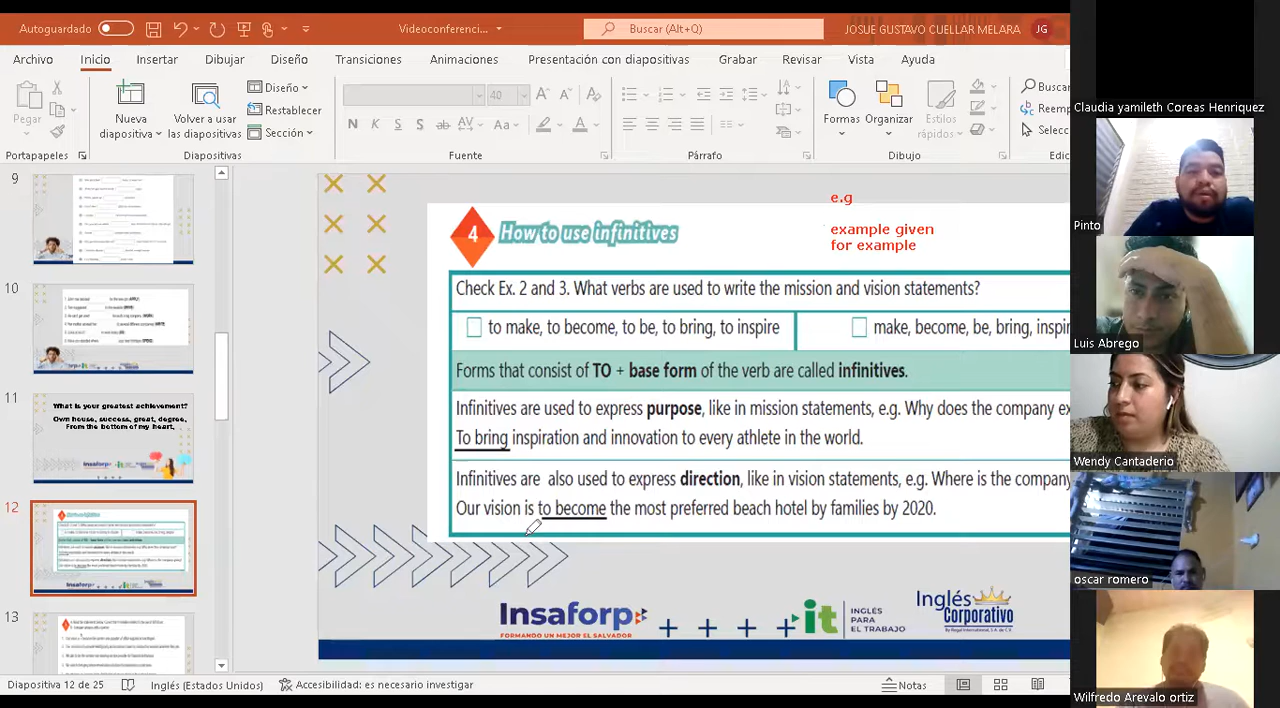 Autoguardado
Videoconferenci...
Buscar (Alt+Q)
JOSUE GUSTAVO CUELLAR MELARA
JG
Archivo
Inicio
Insertar
Dibujar
Diseño
Transiciones
Animaciones
Presentación con diapositivas
Grabar
Revisar
Vista
Ayuda
Pegar
Nueva
diapositiva
Volver a usar
las diapositivas
Diseño
Restablecer
Sección
40
N K S S ab AV Aa A
Formas
Organizar
Estilos
rápidos
Buscar
Reemp
Selecc
Portapapeles
Diapositivas
Fuente
Párrafo
Dibujo
Edic
9
10
11
What is your greatest achievement?
Own house, success, great, degree,
From the bottom of my heart,
Insaforp
12
13
e.g
example given
for example
4
How to use infinitives
Check Ex. 2 and 3. What verbs are used to write the mission and vision statements?
to make, to become, to be, to bring, to inspire
make, become, be, bring, inspir
Forms that consist of TO + base form of the verb are called infinitives.
Infinitives are used to express purpose, like in mission statements, e.g. Why does the company ex
To bring inspiration and innovation to every athlete in the world.
Infinitives are also used to express direction, like in vision statements, e.g. Where is the company
Our vision is to become the most preferred beach hotel by families by 2020.
Insaforp
FORMANDO UN MEJOR EL SALVADOR
it
INGLÉS
PARA
EL TRABAJO
Inglés
Corporativo
Diapositiva 12 de 25
Inglés (Estados Unidos)
Accesibilidad: es necesario investigar
Notas
Claudia yamileth Coreas Henriquez
Pinto
Luis Abrego
Wendy Cantaderio
oscar romero
Wilfredo Arevalo ortiz